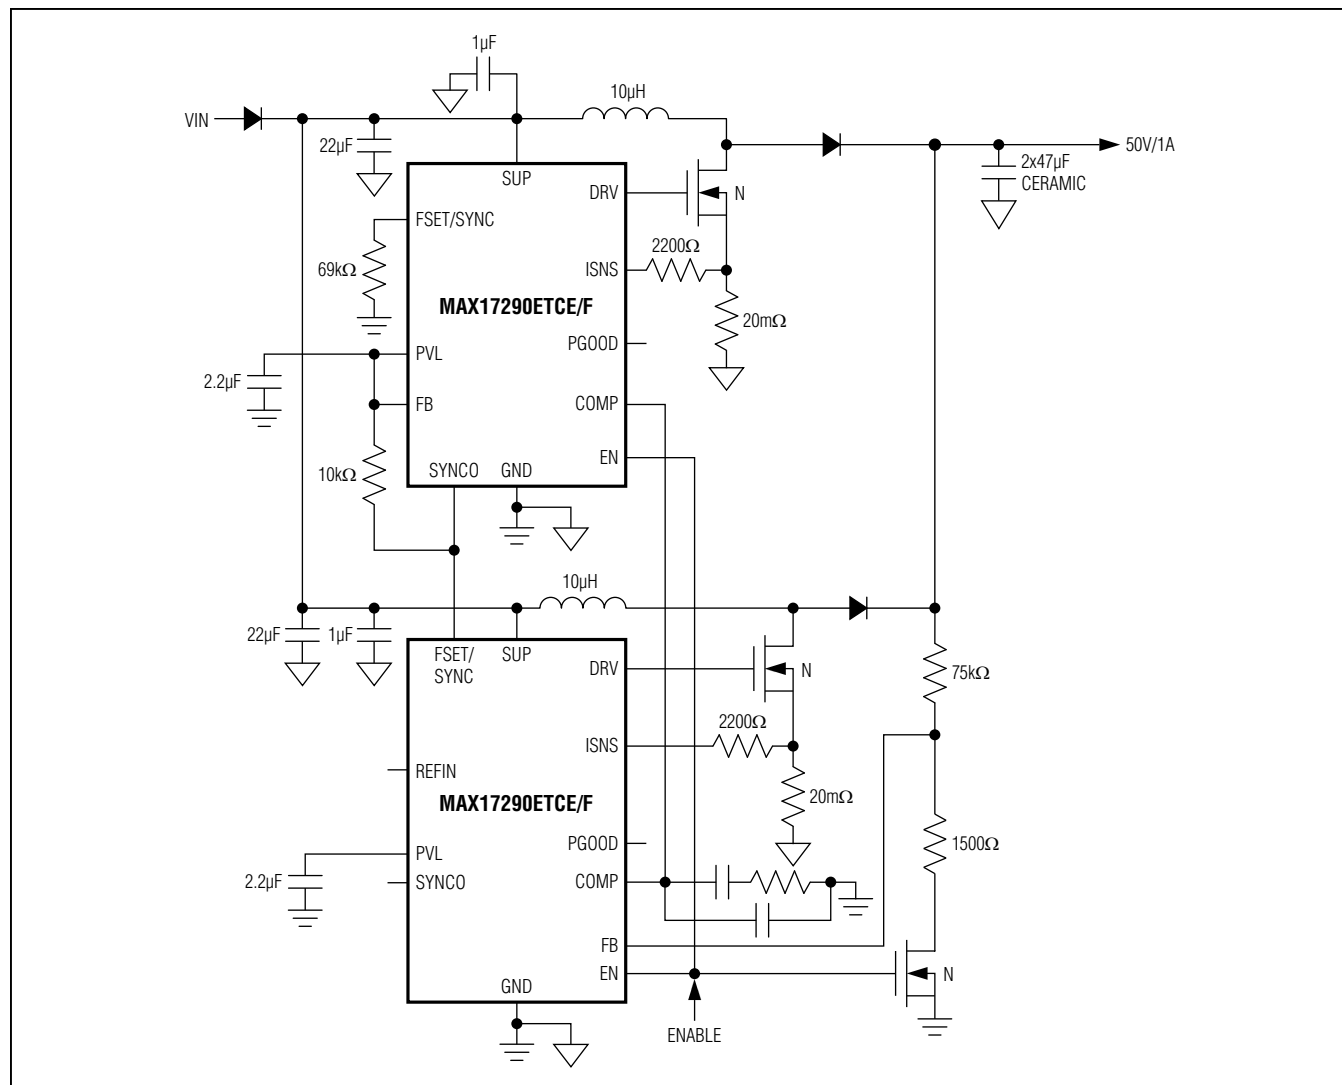 1µF
10µH
VIN
50V/1A
22µF
2x47µF
CERAMIC
SUP
DRV
N
FSET/SYNC
2200Ω
69kΩ
ISNS
MAX17290ETCE/F
20mΩ
PGOOD
PVL
2.2µF
FB
COMP
EN
10kΩ
SYNCO
GND
10µH
22µF
1µF
FSET/
SYNC
SUP
DRV
N
75kΩ
2200Ω
ISNS
REFIN
MAX17290ETCE/F
20mΩ
PGOOD
1500Ω
PVL
2.2µF
SYNCO
COMP
FB
EN
N
GND
ENABLE